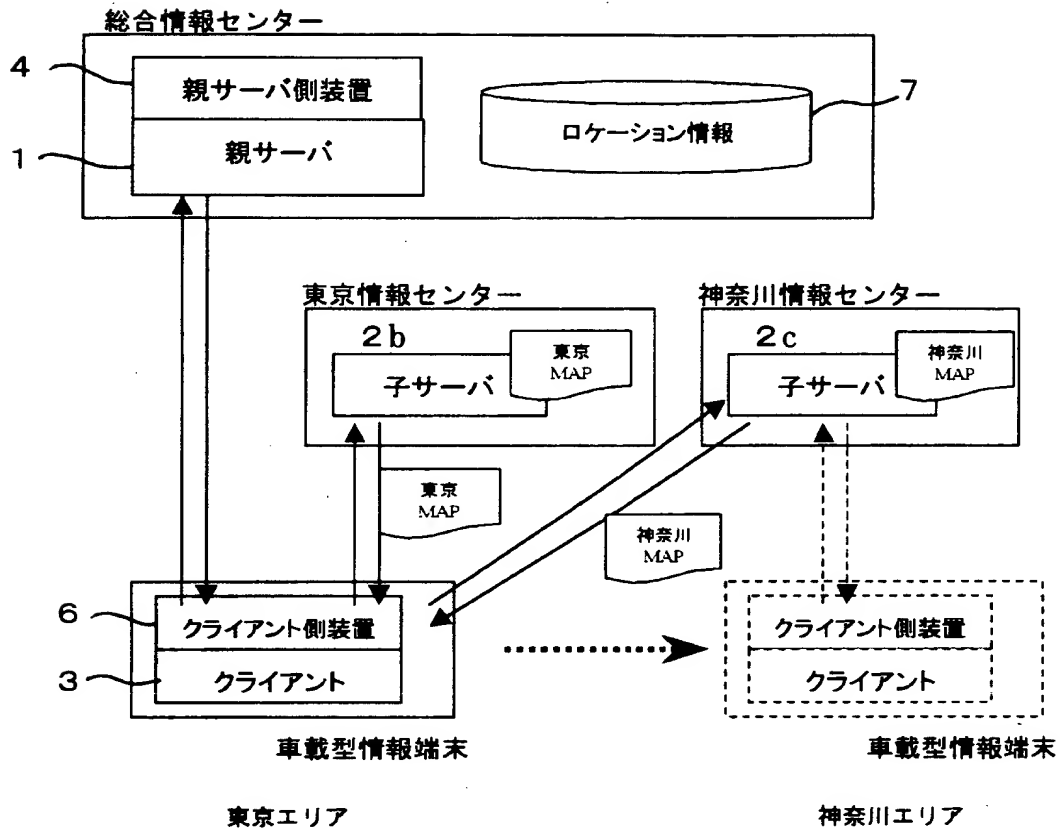 総合情報センター
4
親サーバ側装置
1
親サーバ
ロケーション情報
7
東京情報センター
2b
子サーバ
東京
MAP
神奈川情報センター
2c
子サーバ
神奈川
MAP
東京
MAP
神奈川
MAP
6
クライアント側装置
3
クライアント
車載型情報端末
クライアント側装置
クライアント
車載型情報端末
東京エリア
神奈川エリア